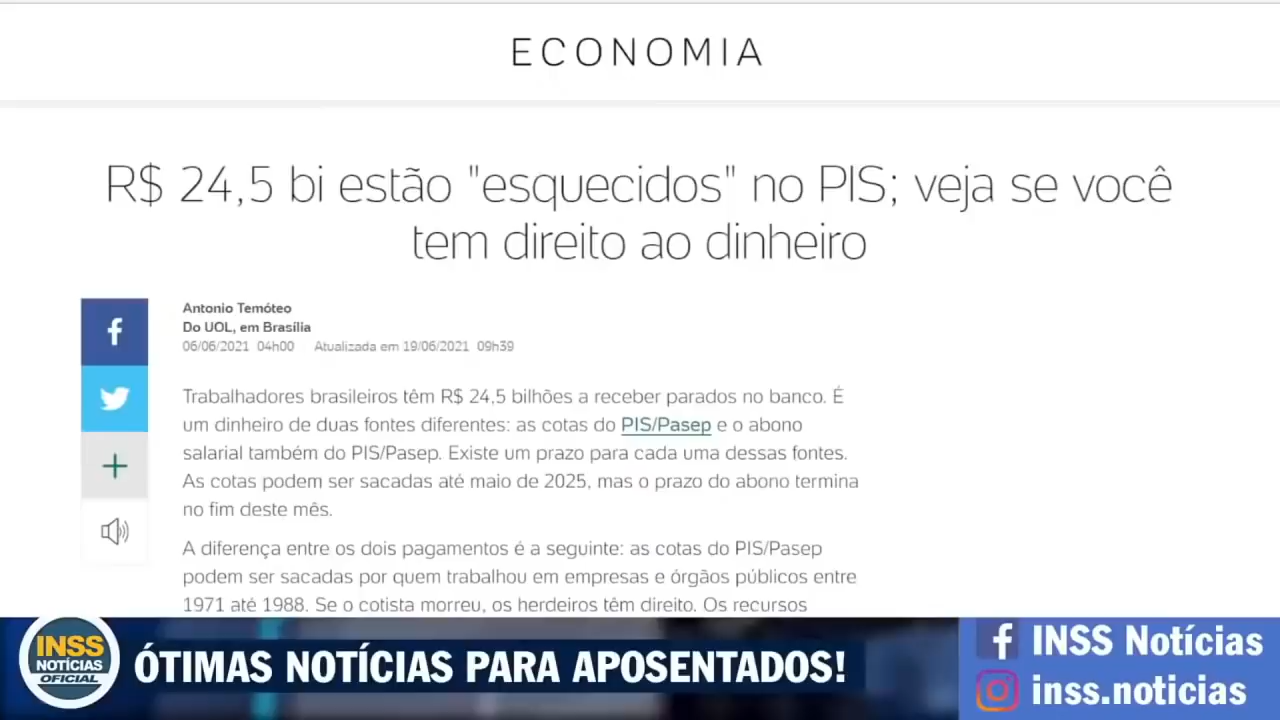 ECONOMIA
R$ 24,5 bi estão "esquecidos" no PIS; veja se você
tem direito ao dinheiro
Antonio Temóteo
Do UOL, em Brasília
06/06/2021 04h00 Atualizada em 19/06/2021 09h39
Trabalhadores brasileiros têm R$ 24,5 bilhões a receber parados no banco. É
um dinheiro de duas fontes diferentes: as cotas do PIS/Pasep e o abono
salarial também do PIS/Pasep. Existe um prazo para cada uma dessas fontes.
As cotas podem ser sacadas até maio de 2025, mas o prazo do abono termina
no fim deste mês.
A diferença entre os dois pagamentos é a seguinte: as cotas do PIS/Pasep
podem ser sacadas por quem trabalhou em empresas e órgãos públicos entre
1971 até 1988. Se o cotista morreu, os herdeiros têm direito. Os recursos
INSS
NOTÍCIAS
OFICIAL
ÓTIMAS NOTÍCIAS PARA APOSENTADOS!
INSS Notícias
inss.noticias